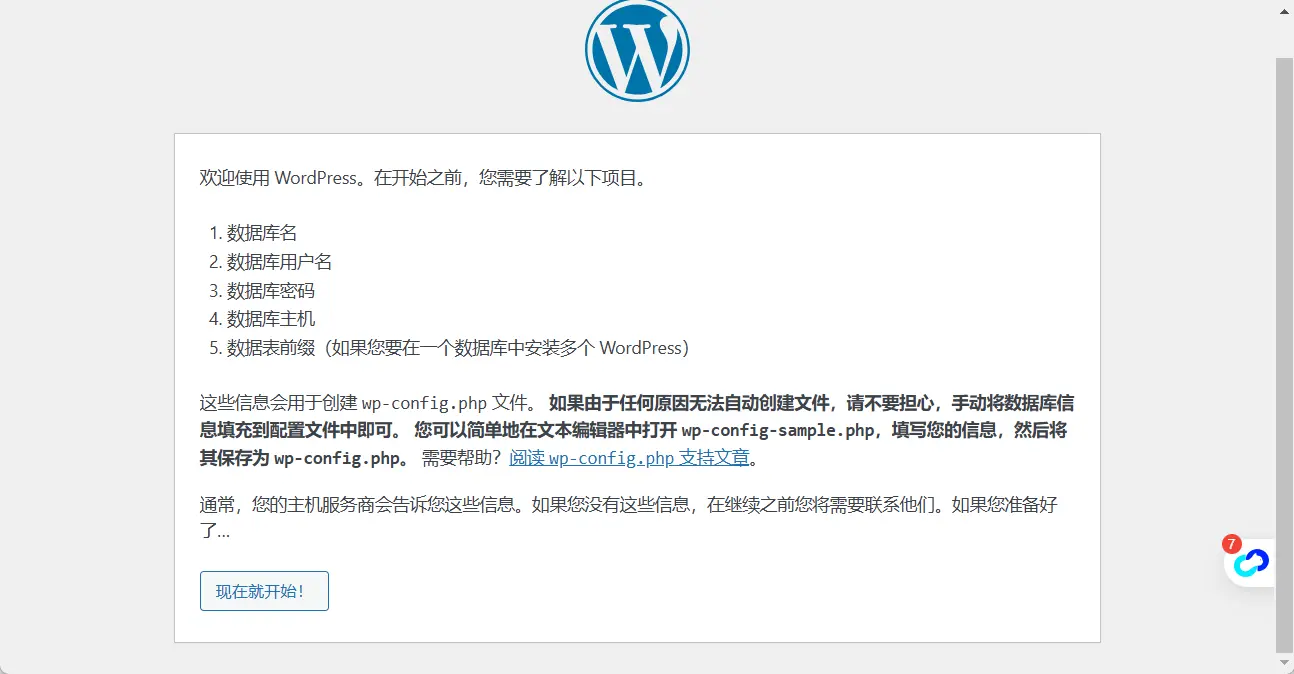 欢迎使用 WordPress。在开始之前，您需要了解以下项目。
1. 数据库名
2. 数据库用户名
3. 数据库密码
4. 数据库主机
5. 数据表前缀（如果您要在一个数据库中安装多个 WordPress）
这些信息会用于创建 wp-config.php 文件。 如果由于任何原因无法自动创建文件，请不要担心，手动将数据库信
息填充到配置文件中即可。 您可以简单地在文本编辑器中打开 wp-config-sample.php，填写您的信息，然后将
其保存为 wp-config.php。 需要帮助？阅读 wp-config.php 支持文章。
通常，您的主机服务商会告诉您这些信息。如果您没有这些信息，在继续之前您将需要联系他们。如果您准备好
了...
7
现在就开始！